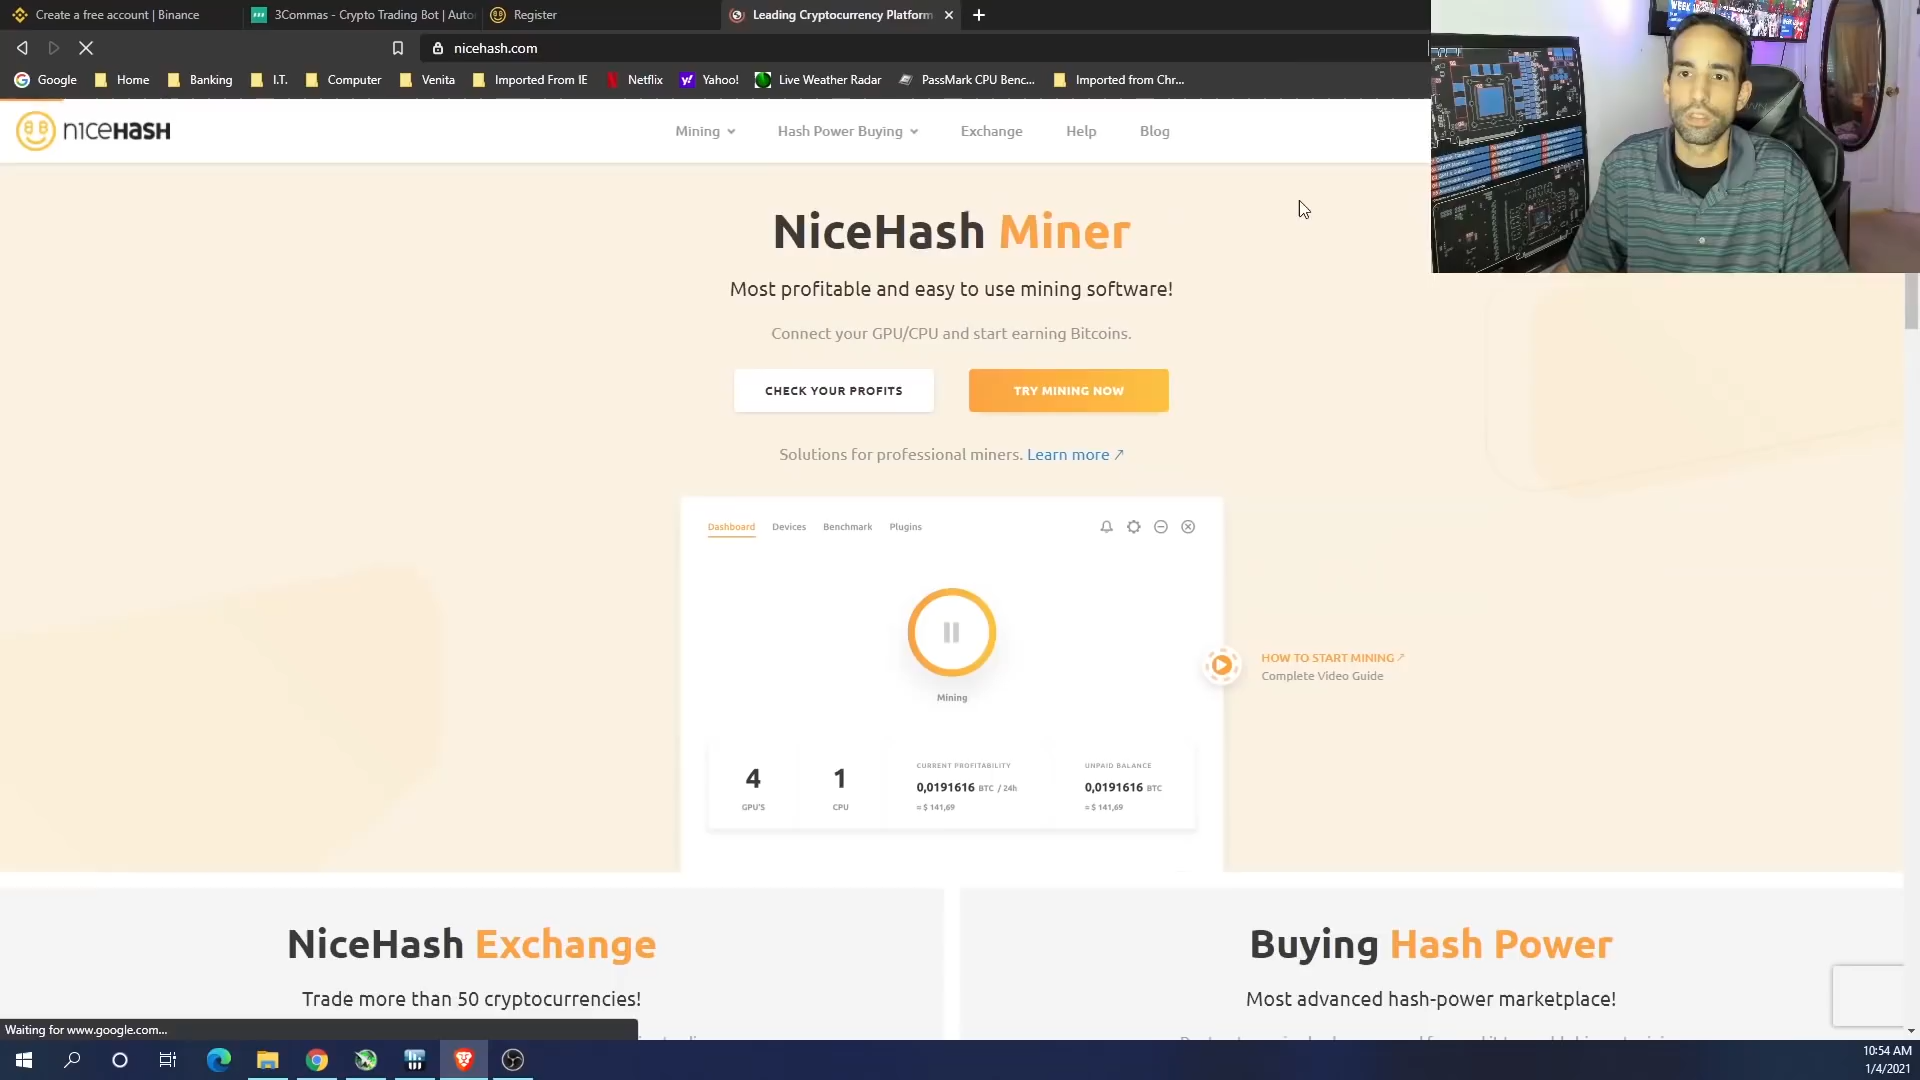 Create a free account | Binance
3Commas - Crypto Trading Bot | Auto
Register
Leading Cryptocurrency Platform
nicehash.com
Google
Home
Banking
I.T.
Computer
Venita
Imported From IE
Netflix
Yahoo!
Live Weather Radar
PassMark CPU Benc...
Imported from Chr...
niceHASH
Mining
Hash Power Buying
Exchange
Help
Blog
WEEK
NiceHash Miner
Most profitable and easy to use mining software!
Connect your GPU/CPU and start earning Bitcoins.
CHECK YOUR PROFITS
TRY MINING NOW
Solutions for professional miners. Learn more ↗
Dashboard
Devices
Benchmark
Plugins
Mining
HOW TO START MINING ↗
Complete Video Guide
4
GPU'S
1
CPU
CURRENT PROFITABILITY
0,0191616 BTC / 24h
≈ $ 141,69
UNPAID BALANCE
0,0191616 BTC
≈ $ 141,69
NiceHash Exchange
Trade more than 50 cryptocurrencies!
Buying Hash Power
Most advanced hash-power marketplace!
Waiting for www.google.com...
10:54 AM
1/4/2021